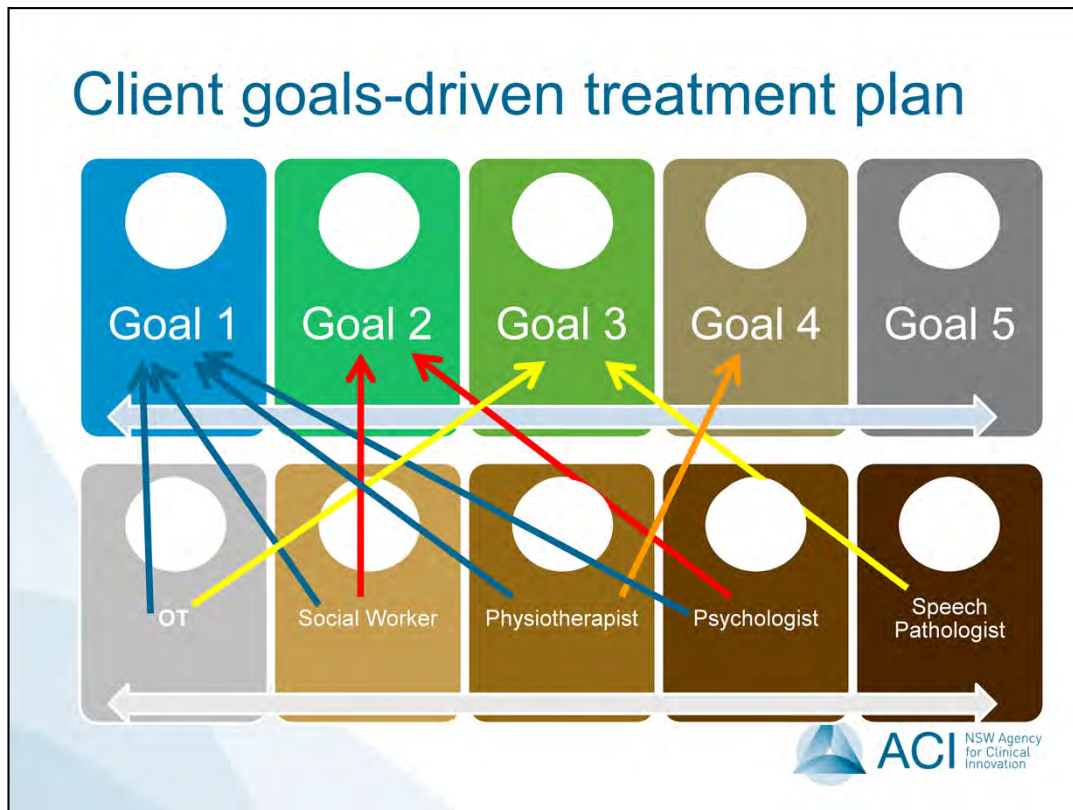 Client goals-driven treatment plan
Goal 1
Goal 2
Goal 3
Goal 4
Goal 5
OT
Social Worker
Physiotherapist
Psychologist
Speech
Pathologist
ACI
NSW Agency
for Clinical
Innovation